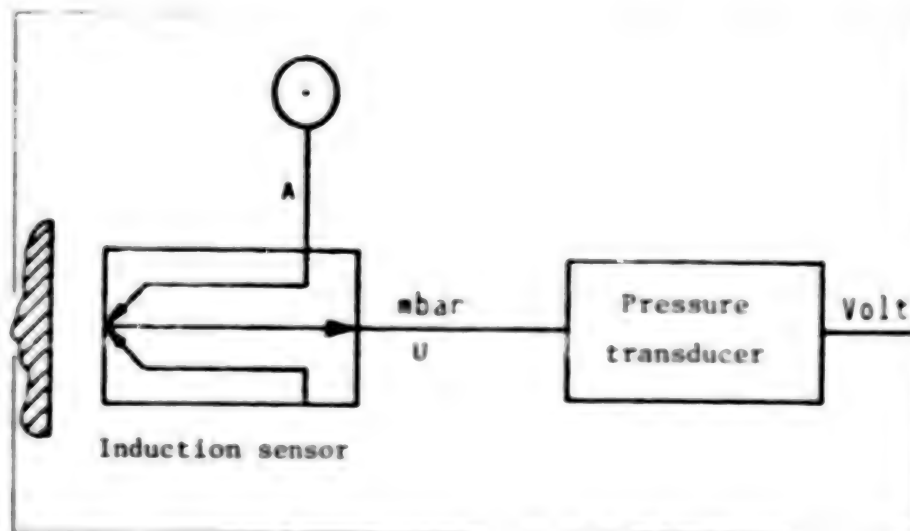 A
mbar
U
Pressure
transducer
Volt
Induction sensor